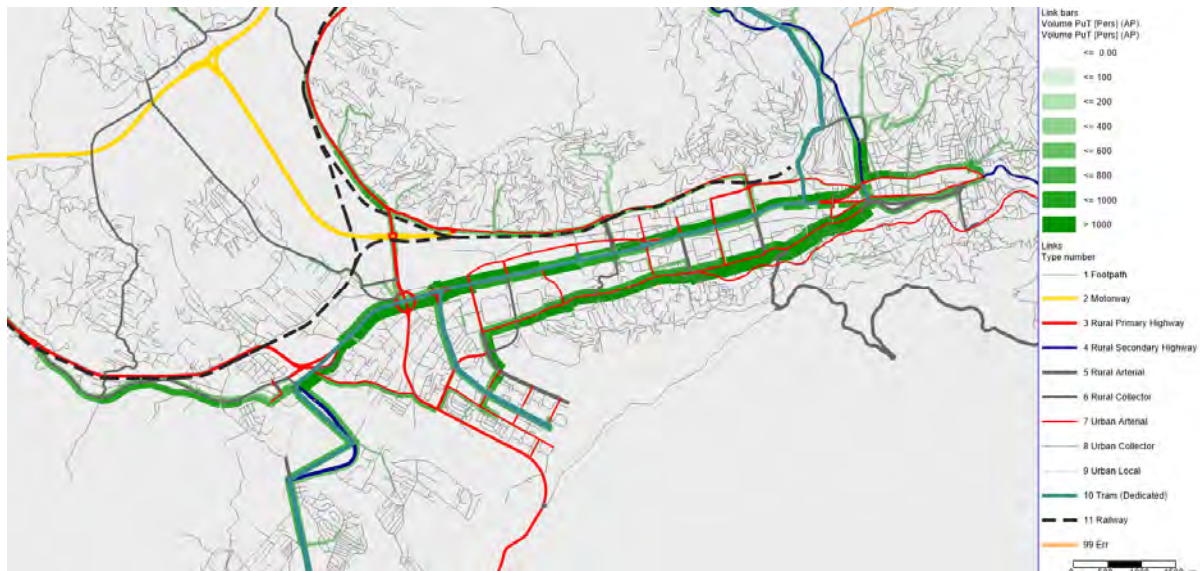 Link bars
Volume PuT [Pers] (AP)
Volume PuT [Pers] (AP)
<= 0.00
<= 100
<= 200
<= 400
<= 600
<= 800
<= 1000
> 1000
Links
Type number
1 Footpath
2 Motorway
3 Rural Primary Highway
4 Rural Secondary Highway
5 Rural Arterial
6 Rural Collector
7 Urban Arterial
8 Urban Collector
9 Urban Local
10 Tram (Dedicated)
11 Railway
99 Err